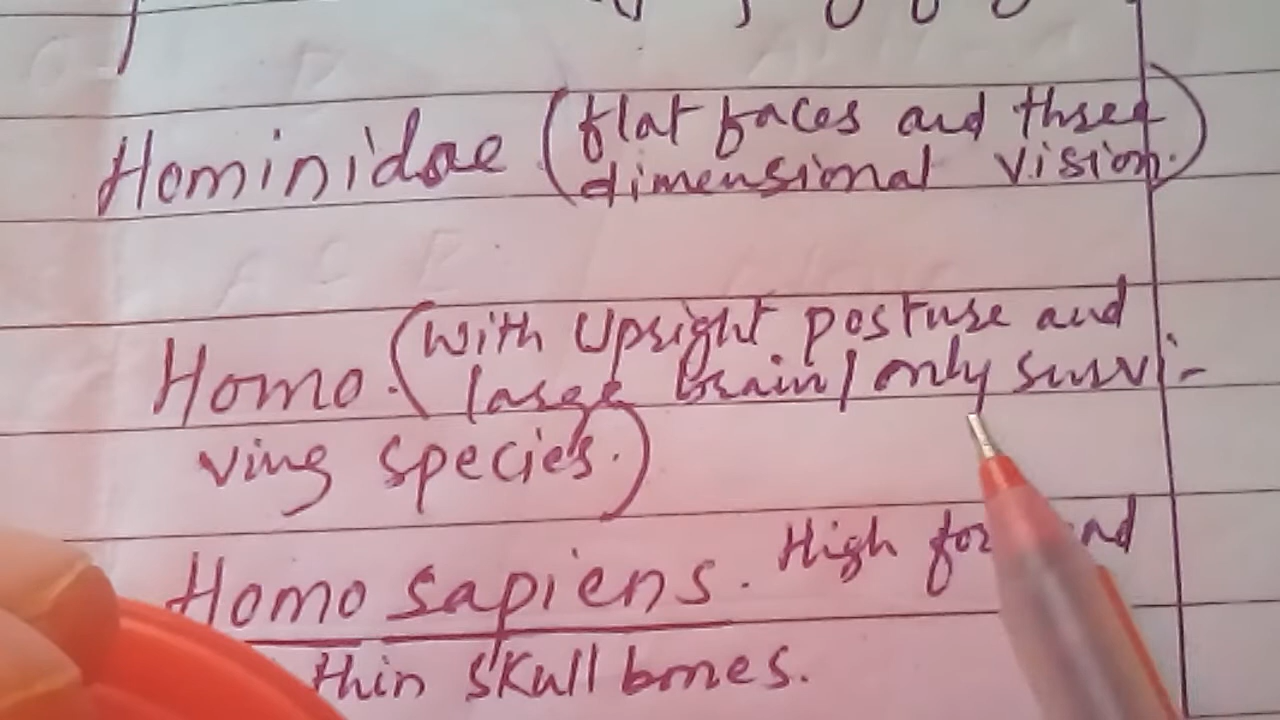 Hominidae (flat faces and three
dimensional vision.)
Homo. (with Upright posture and
large brain/only survi-
ving species.)
Homo sapiens. High
thin skull bones.